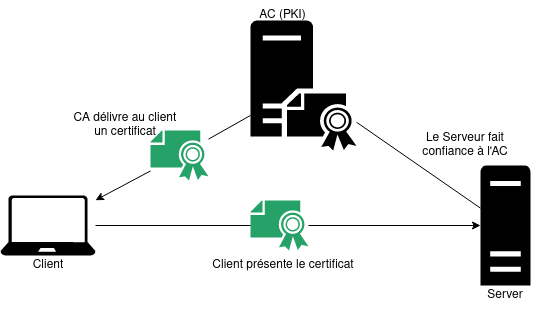 AC (PKI)
CA délivre au client
un certificat
Le Serveur fait
confiance à l'AC
Client
Client présente le certificat
Server